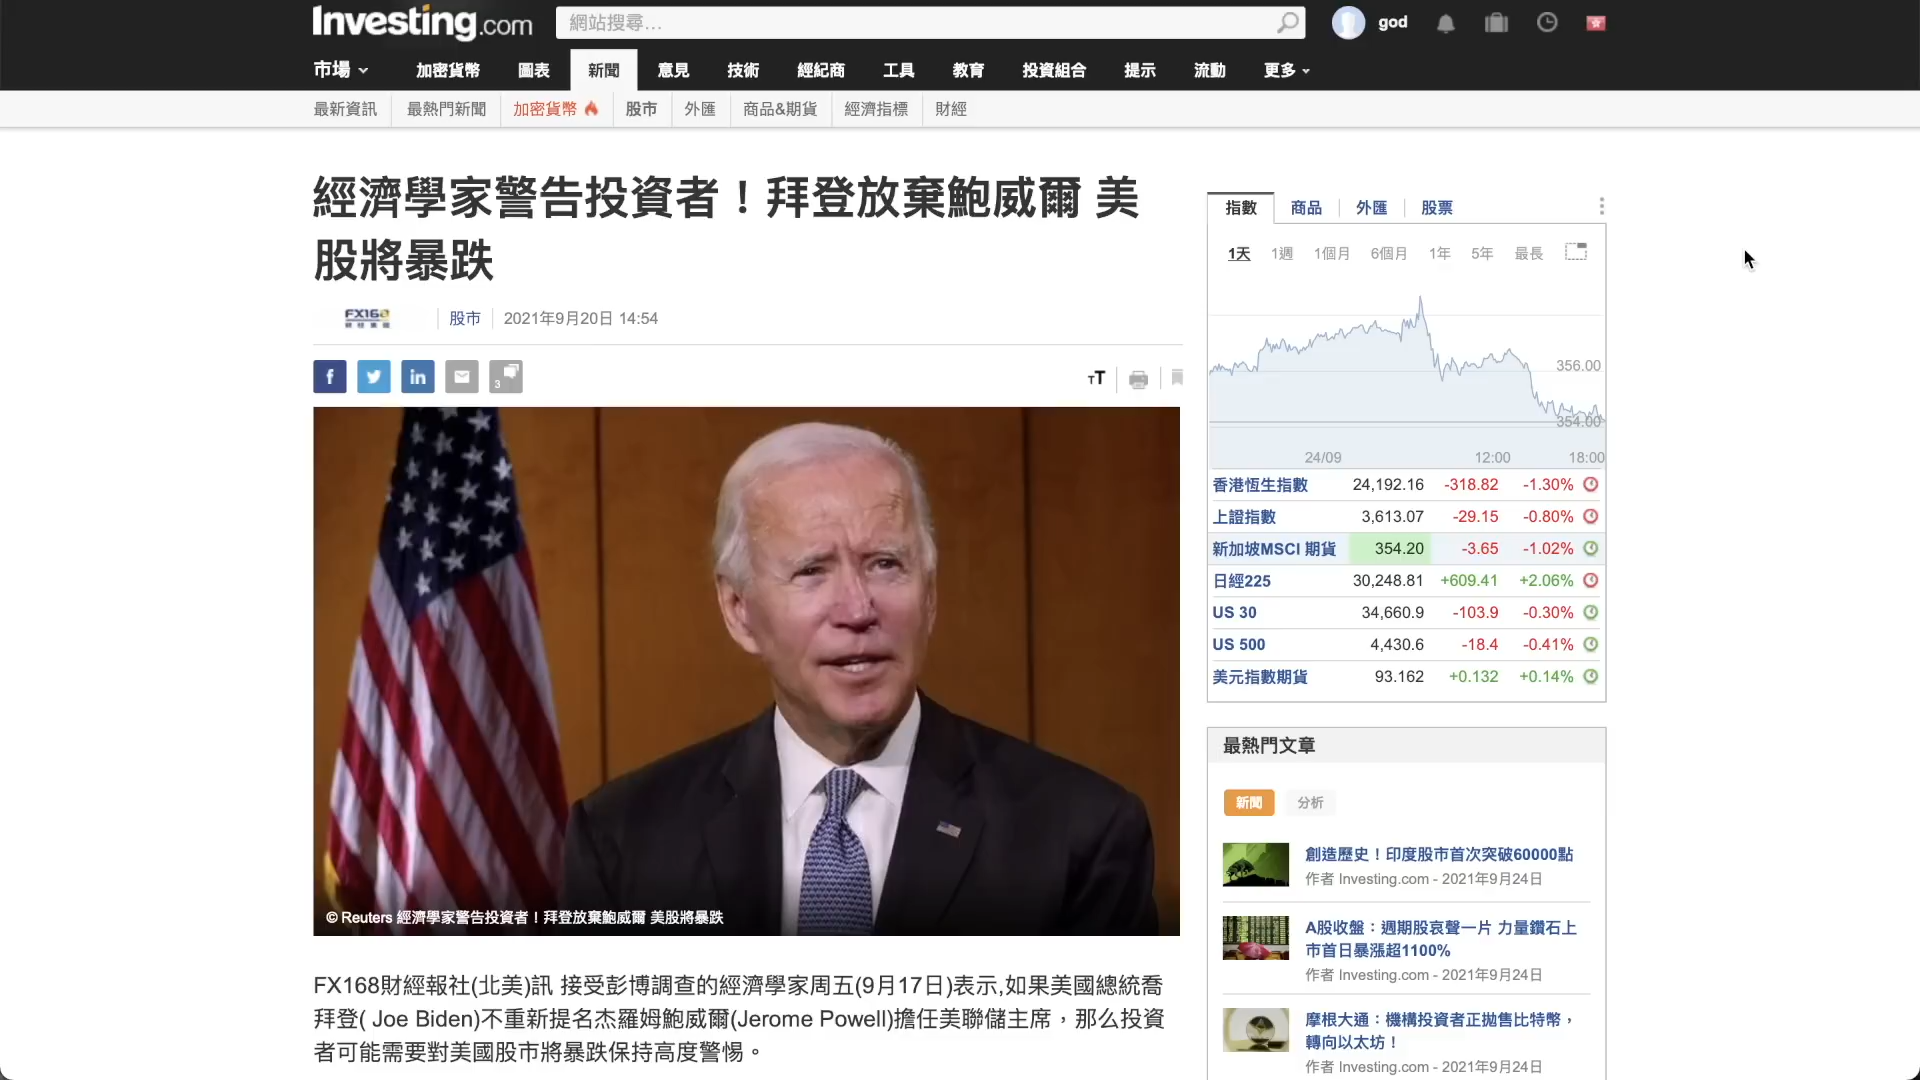 Investing.com
網站搜尋...
god
市場
加密貨幣
圖表
新聞
意見
技術
經紀商
工具
教育
投資組合
提示
流動
更多
最新資訊
最熱門新聞
加密貨幣
股市
外匯
商品&期貨
經濟指標
財經
經濟學家警告投資者！拜登放棄鮑威爾 美
股將暴跌
FX168
股市
2021年9月20日 14:54
3
TT
© Reuters 經濟學家警告投資者！拜登放棄鮑威爾 美股將暴跌
FX168財經報社(北美)訊 接受彭博調查的經濟學家周五(9月17日)表示,如果美國總統喬
拜登( Joe Biden)不重新提名杰羅姆鮑威爾(Jerome Powell)擔任美聯儲主席，那么投資
者可能需要對美國股市將暴跌保持高度警惕。
指數
商品
外匯
股票
1天
1週
1個月
6個月
1年
5年
最長
356.00
354.00
24/09
12:00
18:00
香港恆生指數 24,192.16 -318.82 -1.30%
上證指數 3,613.07 -29.15 -0.80%
新加坡MSCI 期貨 354.20 -3.65 -1.02%
日經225 30,248.81 +609.41 +2.06%
US 30 34,660.9 -103.9 -0.30%
US 500 4,430.6 -18.4 -0.41%
美元指數期貨 93.162 +0.132 +0.14%
最熱門文章
新聞
分析
創造歷史！印度股市首次突破60000點
作者 Investing.com - 2021年9月24日
A股收盤：週期股哀聲一片 力量鑽石上
市首日暴漲超1100%
作者 Investing.com - 2021年9月24日
摩根大通：機構投資者正拋售比特幣，
轉向以太坊！
作者 Investing.com - 2021年9月24日